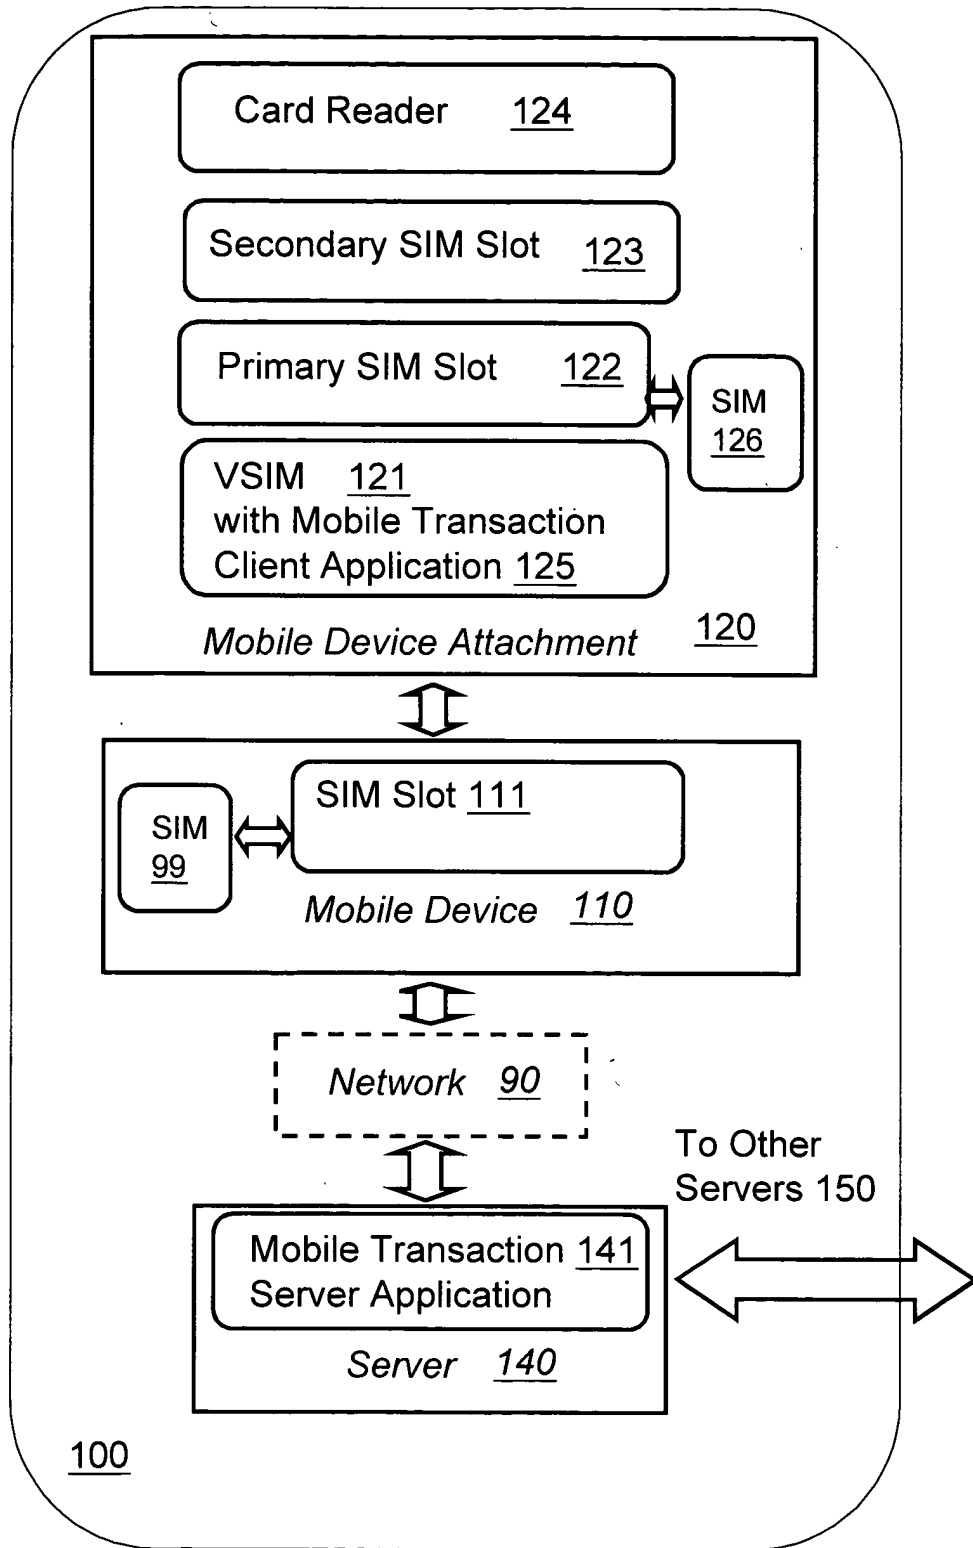 Card Reader 124
Secondary SIM Slot 123
Primary SIM Slot 122
SIM
126
VSIM 121
with Mobile Transaction
Client Application 125
Mobile Device Attachment 120
SIM Slot 111
SIM
99
Mobile Device 110
Network 90
To Other
Servers 150
Mobile Transaction 141
Server Application
Server 140
100